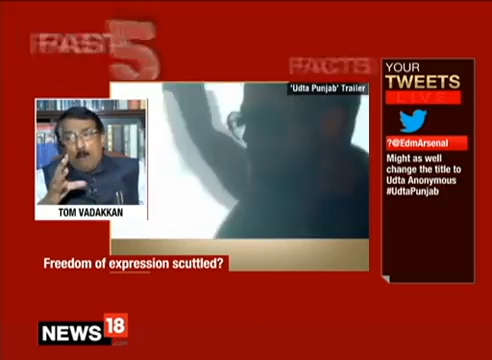 FAST 5
FACTS
'Udta Punjab' Trailer
YOUR
TWEETS
LIVE
?@EdmArsenal
Might as well
change the title to
Udta Anonymous
#UdtaPunjab
TOM VADAKKAN
Freedom of expression scuttled?
NEWS 18
.com